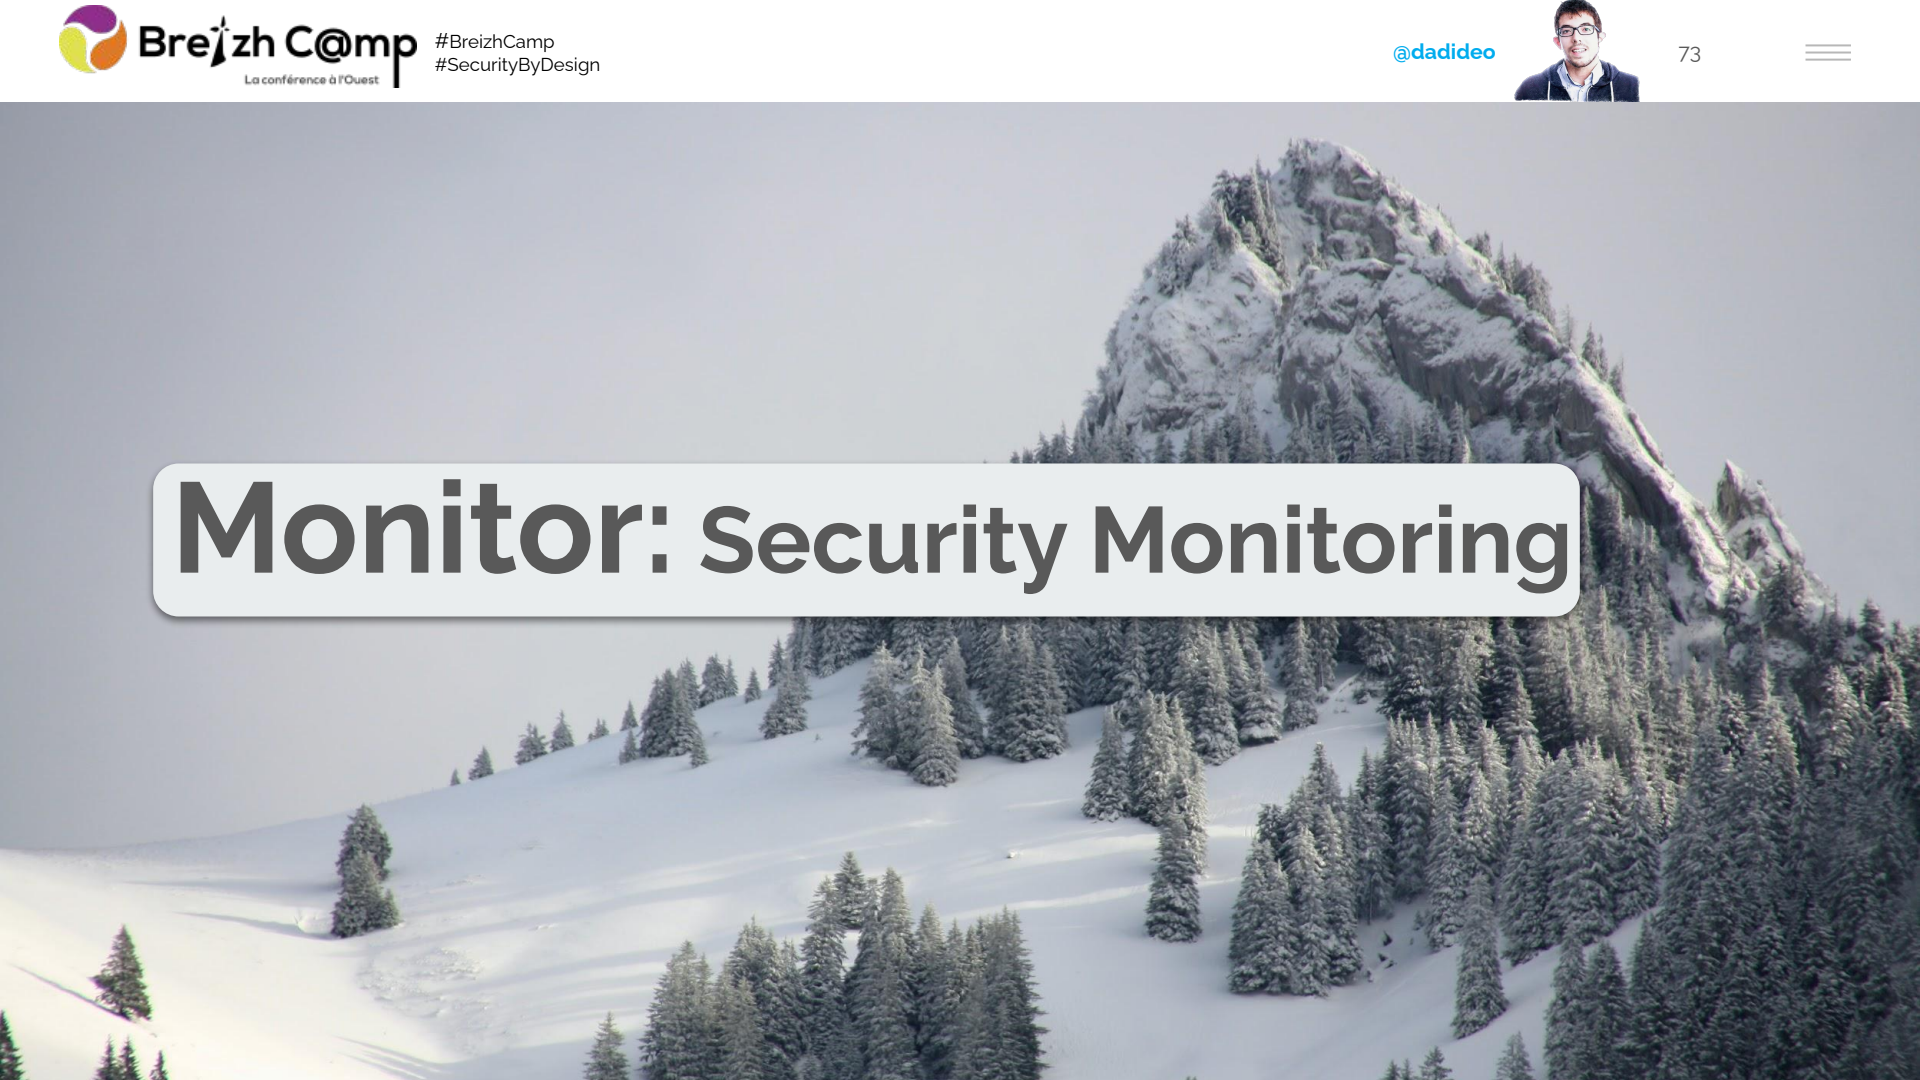 Breizh C@mp
La conférence à l'Ouest
#BreizhCamp
#SecurityByDesign
@dadideo
73
Monitor: Security Monitoring